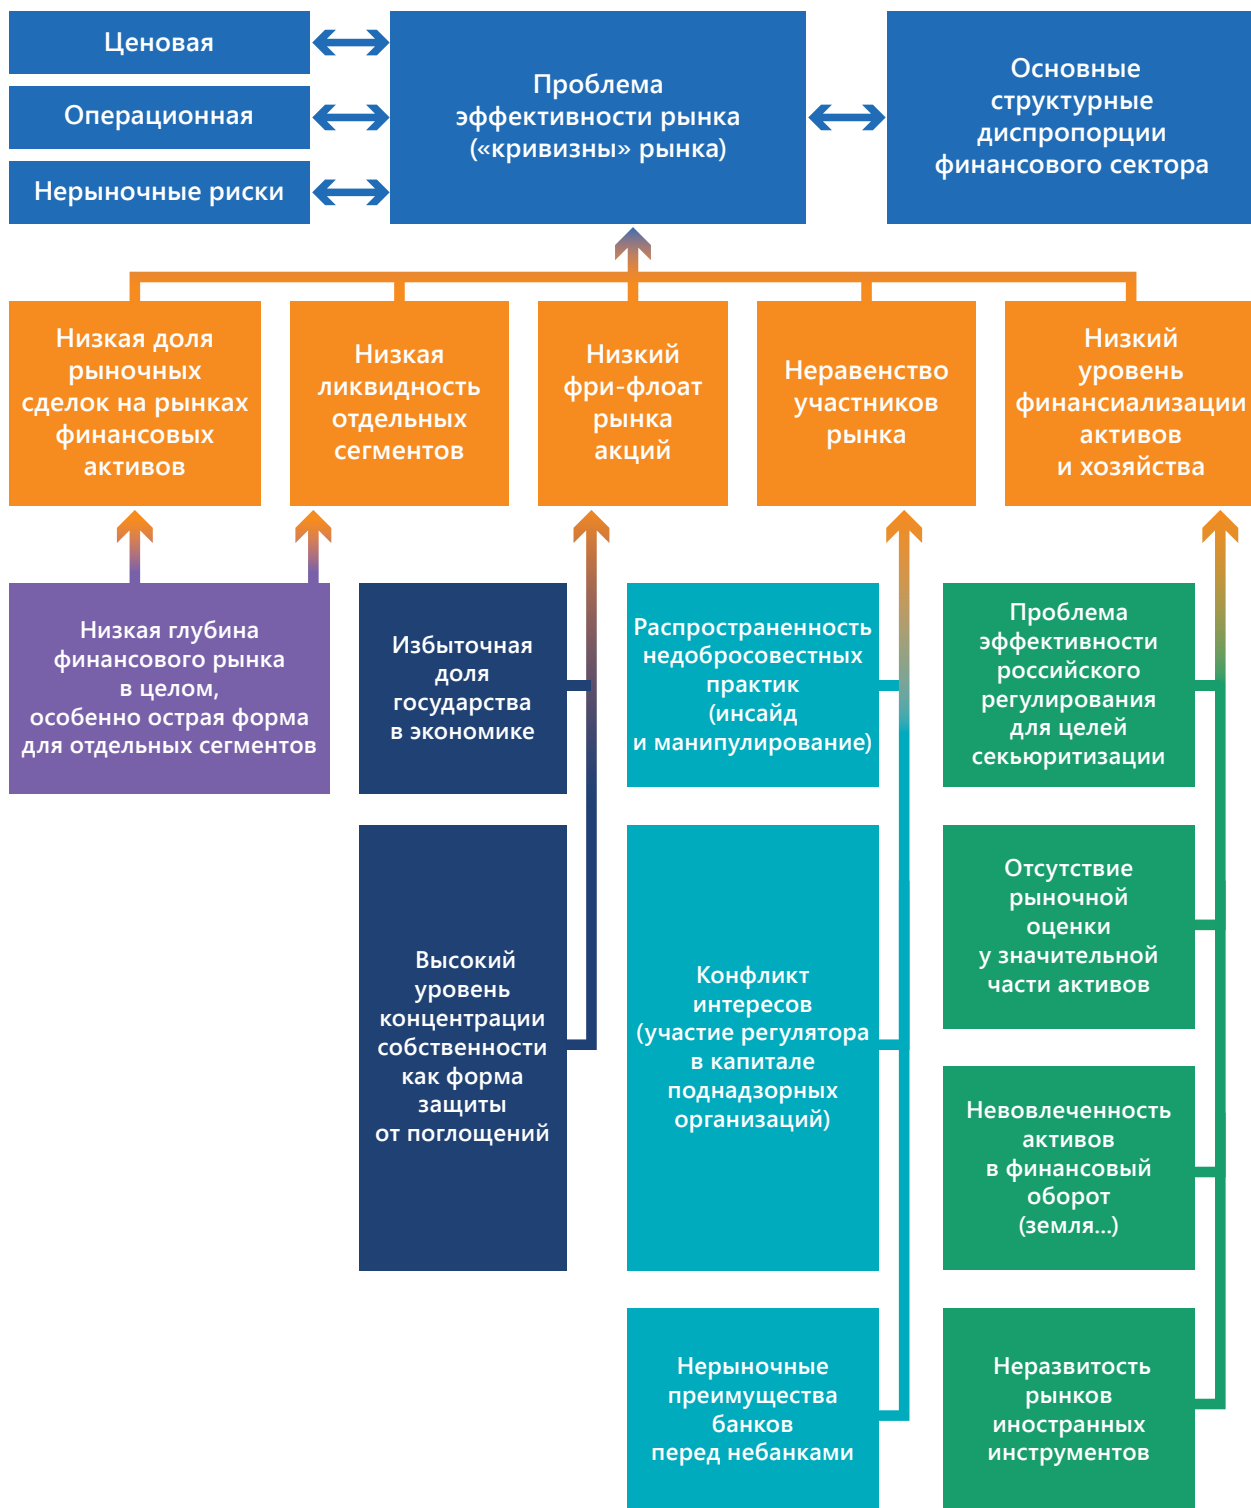 Ценовая
Операционная
Нерыночные риски
Проблема
эффективности рынка
(«кривизны» рынка)
Основные
структурные
диспропорции
финансового сектора
Низкая доля
рыночных
сделок на рынках
финансовых
активов
Низкая
ликвидность
отдельных
сегментов
Низкий
фри-флоат
рынка
акций
Неравенство
участников
рынка
Низкий
уровень
финансиализации
активов
и хозяйства
Низкая глубина
финансового рынка
в целом,
особенно острая форма
для отдельных сегментов
Избыточная
доля
государства
в экономике
Высокий
уровень
концентрации
собственности
как форма
защиты
от поглощений
Распространенность
недобросовестных
практик
(инсайд
и манипулирование)
Конфликт
интересов
(участие регулятора
в капитале
поднадзорных
организаций)
Нерыночные
преимущества
банков
перед небанками
Проблема
эффективности
российского
регулирования
для целей
секьюритизации
Отсутствие
рыночной
оценки
у значительной
части активов
Невовлеченность
активов
в финансовый
оборот
(земля...)
Неразвитость
рынков
иностранных
инструментов